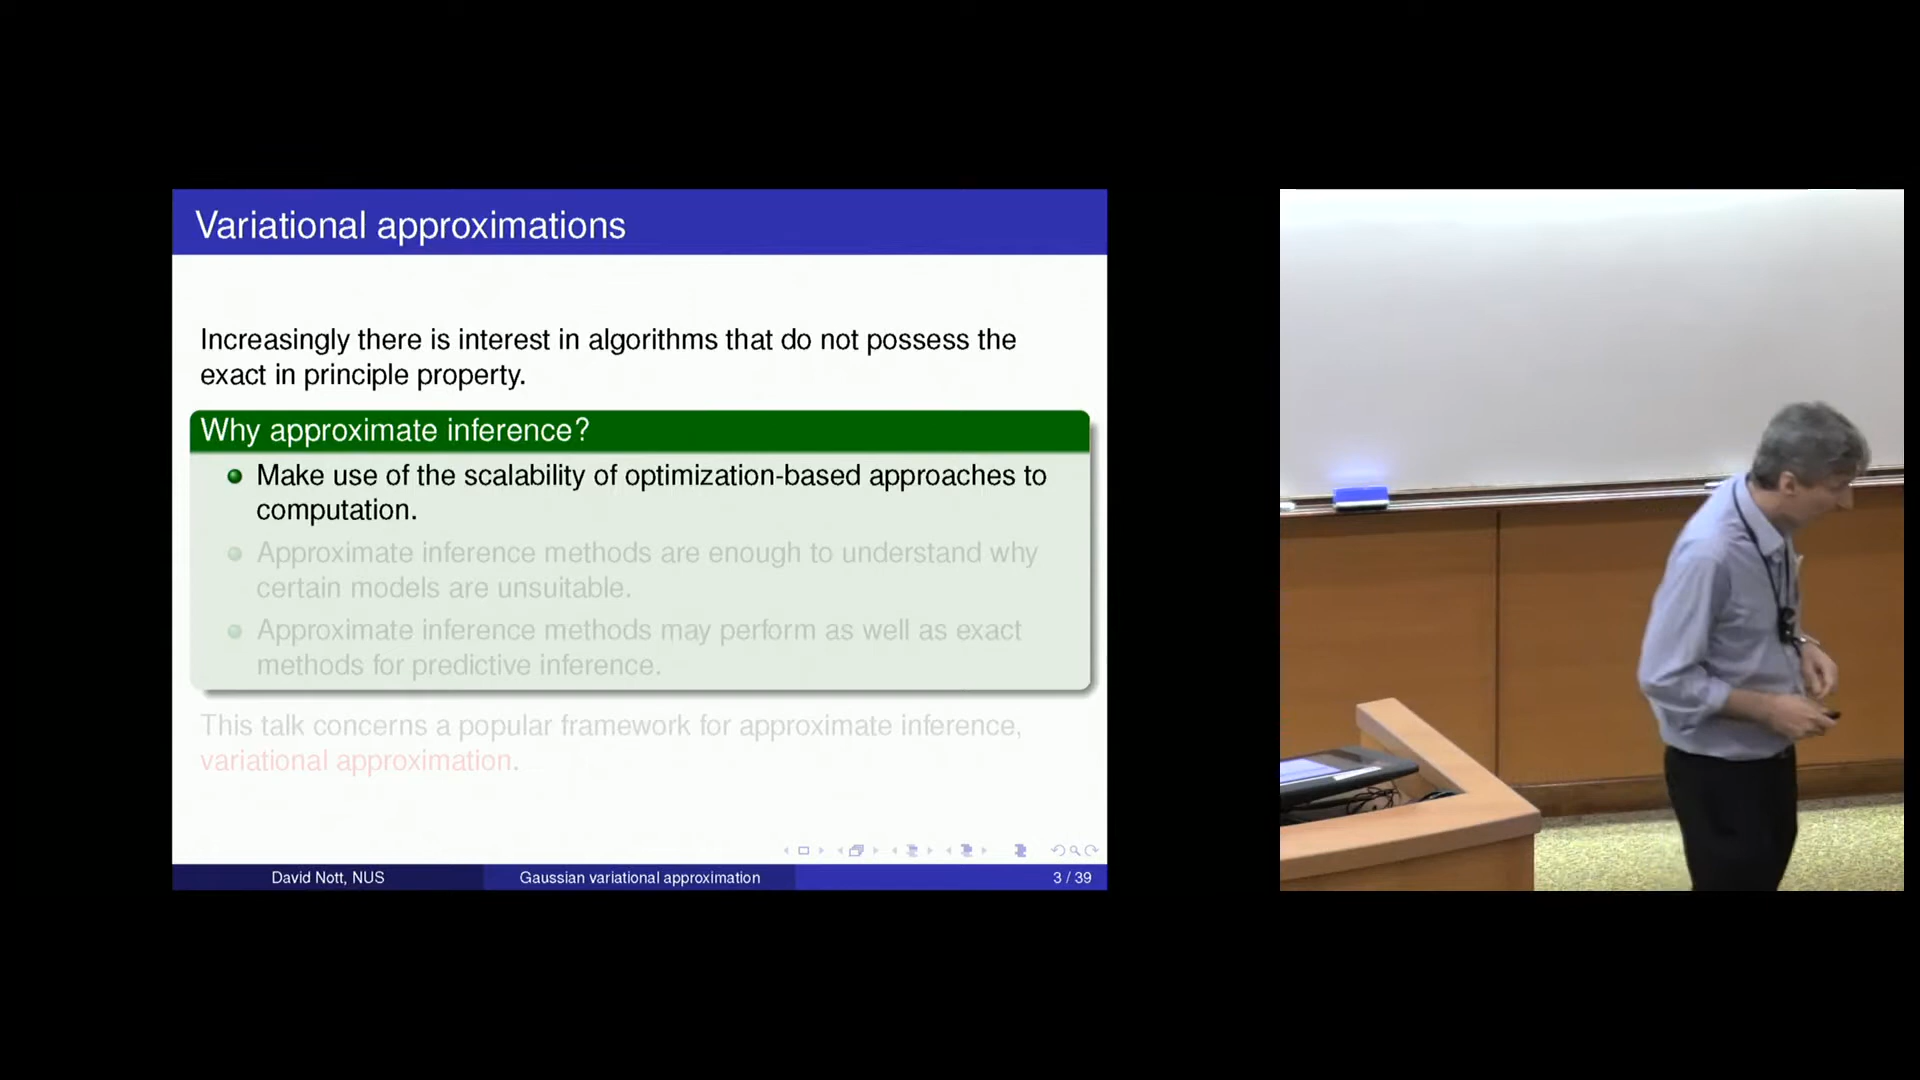 Variational approximations
Increasingly there is interest in algorithms that do not possess the
exact in principle property.
Why approximate inference?
Make use of the scalability of optimization-based approaches to
computation.
Approximate inference methods are enough to understand why
certain models are unsuitable.
Approximate inference methods may perform as well as exact
methods for predictive inference.
This talk concerns a popular framework for approximate inference,
variational approximation.
David Nott, NUS
Gaussian variational approximation
3 / 39